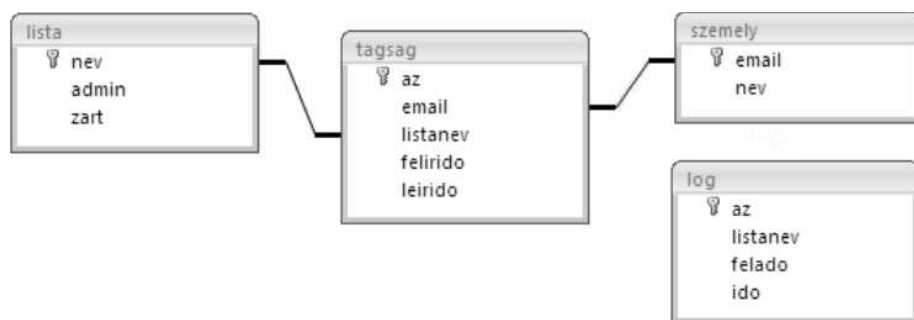 lista
nev
admin
zart
tagsag
az
email
listanev
felirido
leirido
szemely
email
nev
log
az
listanev
felado
ido